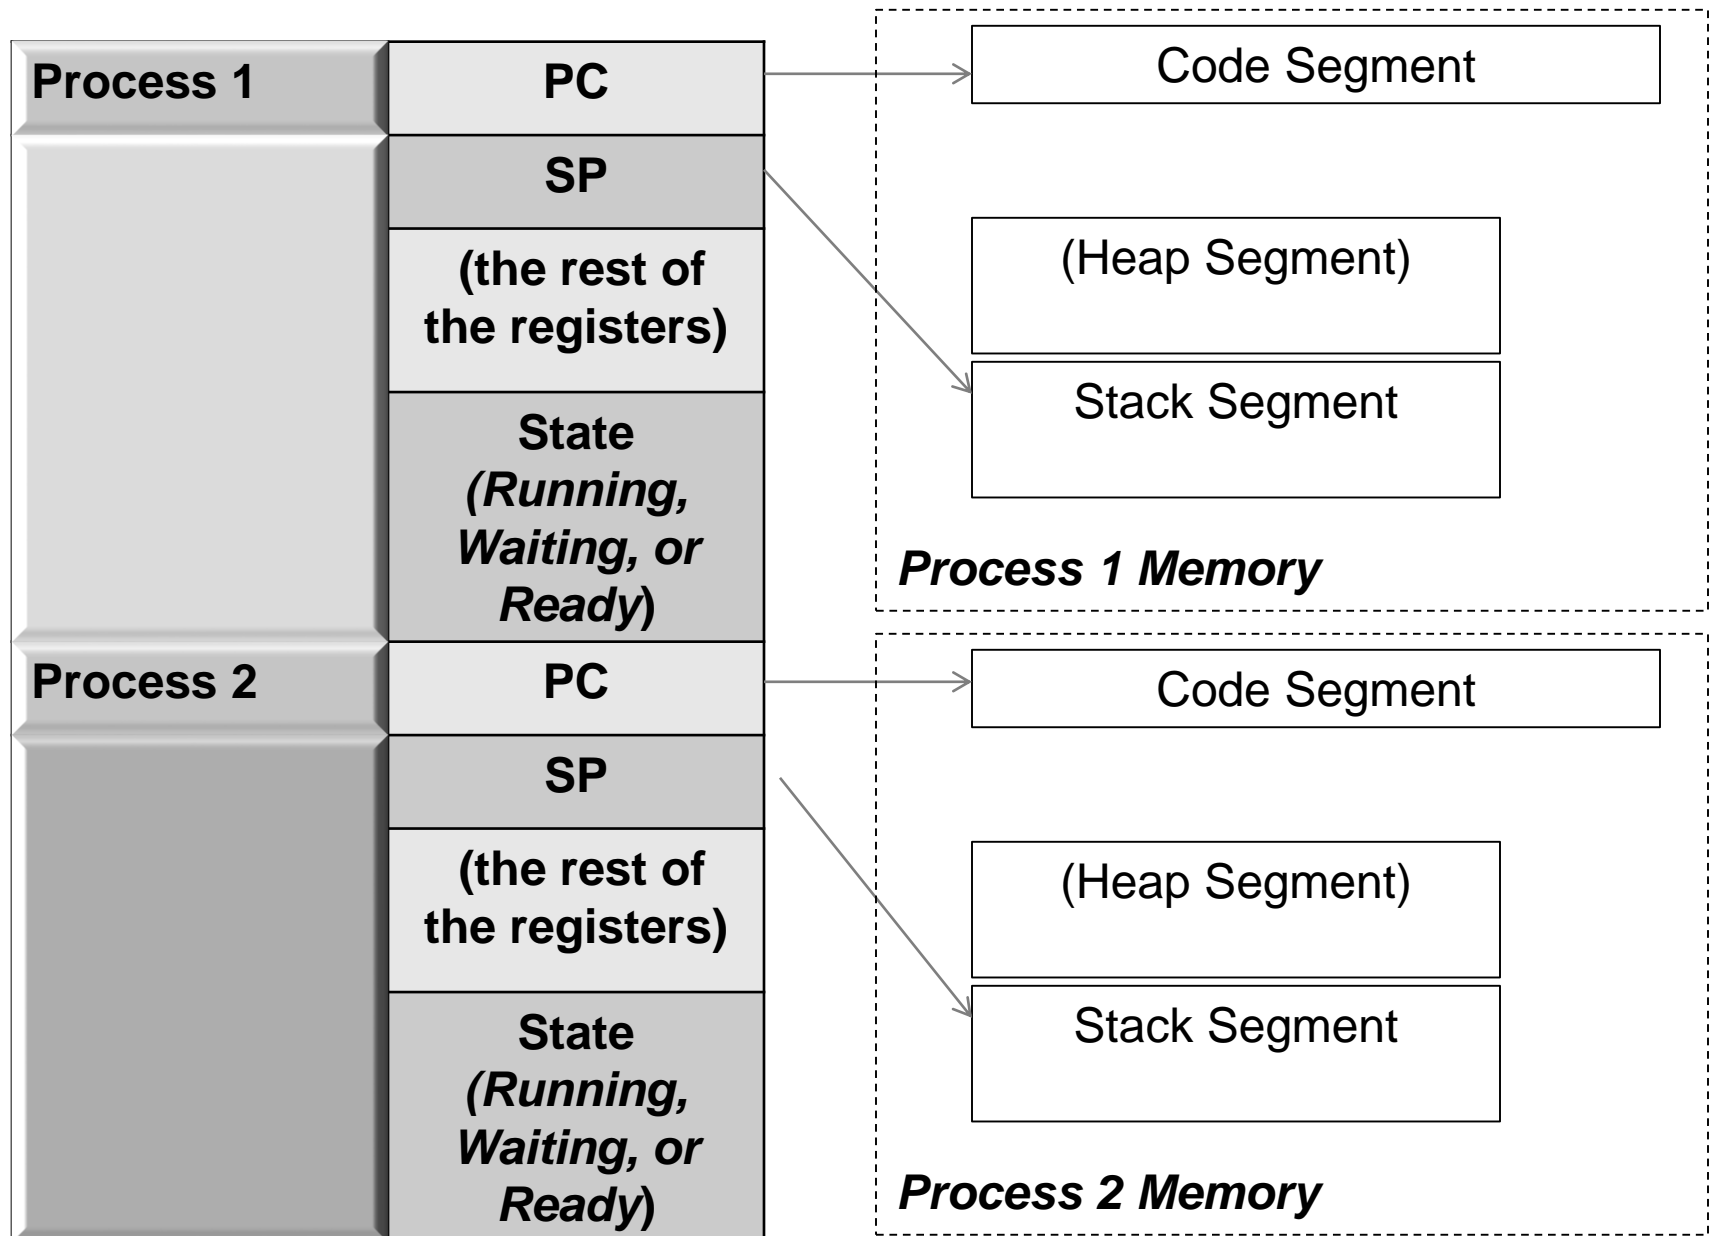 Process 1
PC
SP
(the rest of
the registers)
State
(Running,
Waiting, or
Ready)
Code Segment
(Heap Segment)
Stack Segment
Process 1 Memory
Process 2
PC
SP
(the rest of
the registers)
State
(Running,
Waiting, or
Ready)
Code Segment
(Heap Segment)
Stack Segment
Process 2 Memory